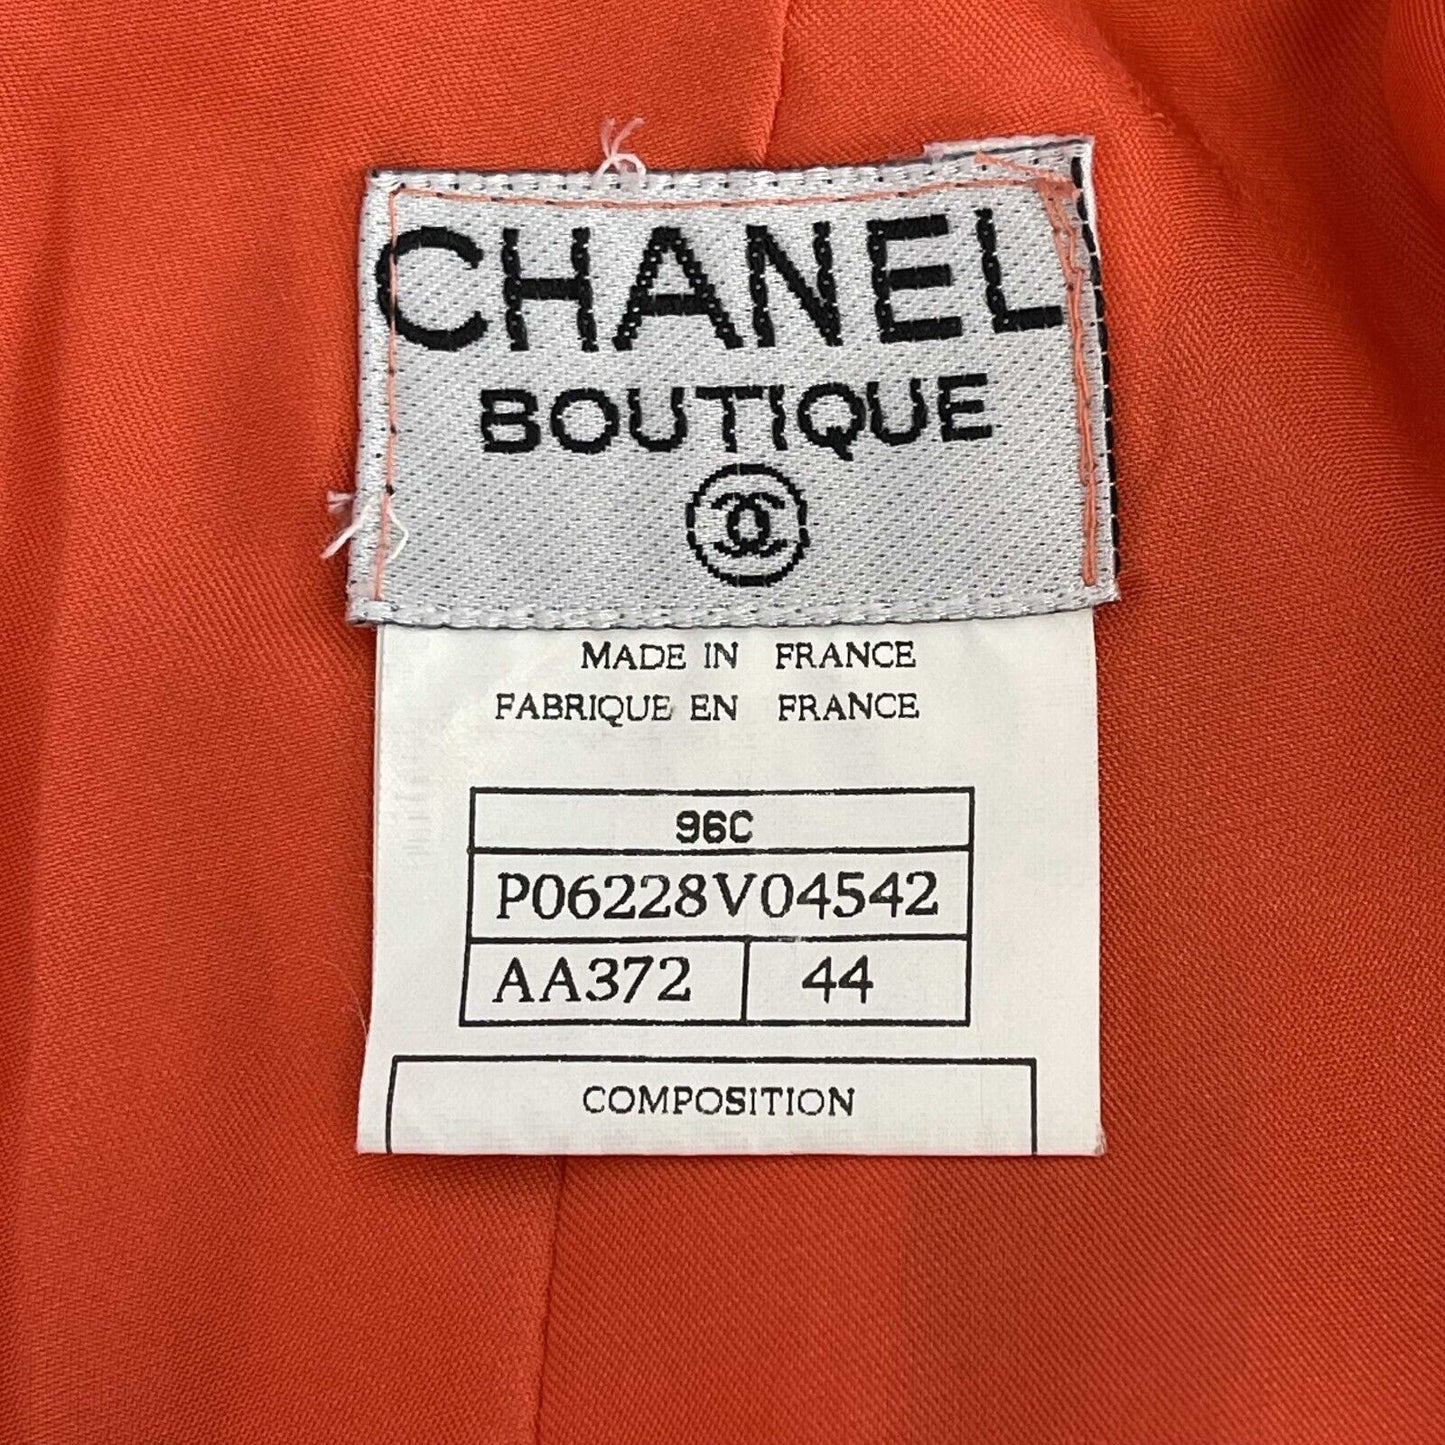 CHANEL
BOUTIQUE
MADE IN FRANCE
FABRIQUE EN FRANCE
96C
P06228V04542
AA372 44
COMPOSITION